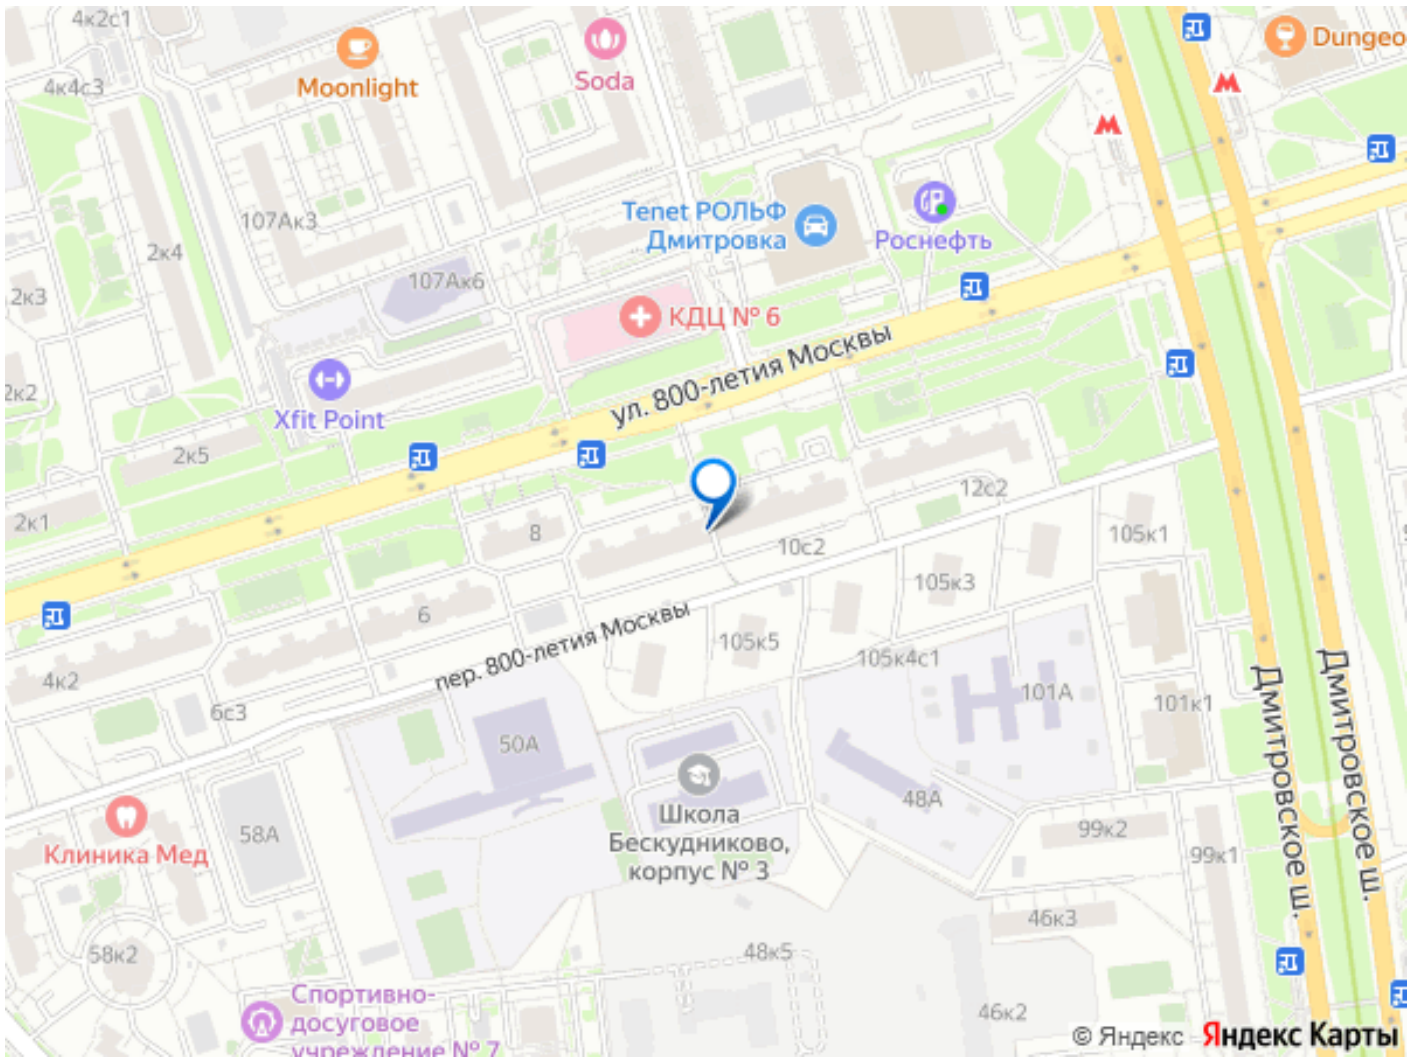 4к2с1
Moonlight
Soda
Dungeo
4к4с3
107Ак3
Tenet РОЛЬФ
Дмитровка
Роснефть
2к4
107Ак6
2к3
КДЦ № 6
ул. 800-летия Москвы
2к2
Xfit Point
2к5
2к1
8
12с2
10с2
105к1
105к3
6
пер. 800-летия Москвы
105к5
105к4с1
4к2
6с3
101А
101к1
Дмитровское ш.
Дмитровское ш.
50А
48А
Школа
Бескудниково,
корпус № 3
58А
Клиника Мед
99к2
99к1
46к3
48к5
58к2
Спортивно-
досуговое
учреждение № 7
46к2
© Яндекс Яндекс Карты